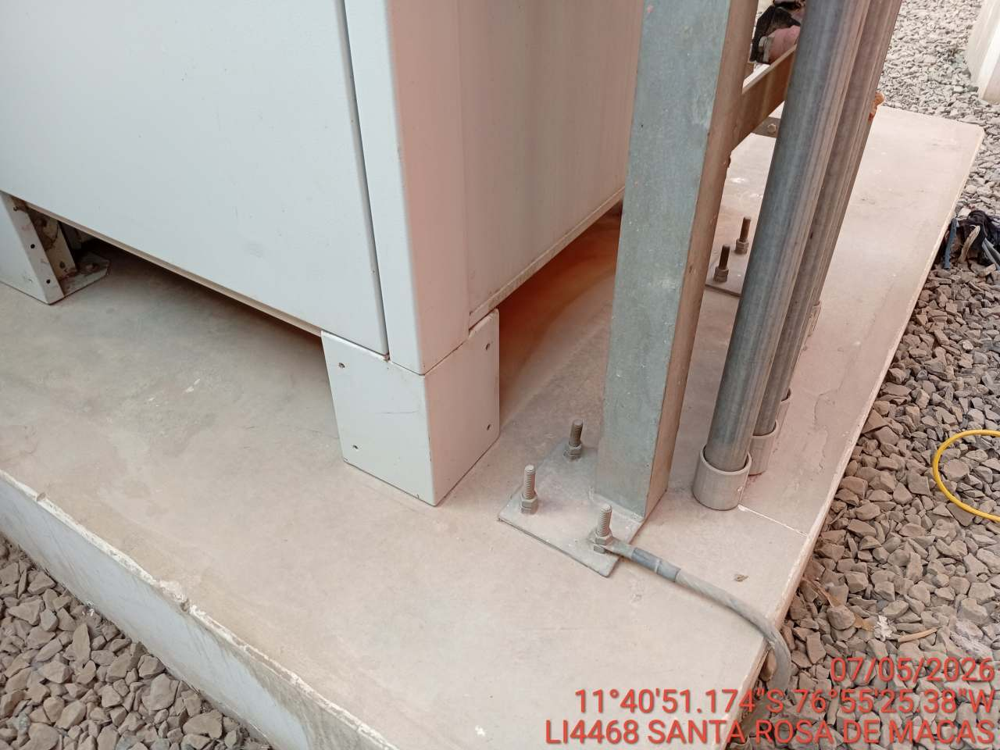 07/05/2026
11°40'51.174"S 76°55'25.38"W
LI4468 SANTA ROSA DE MACAS